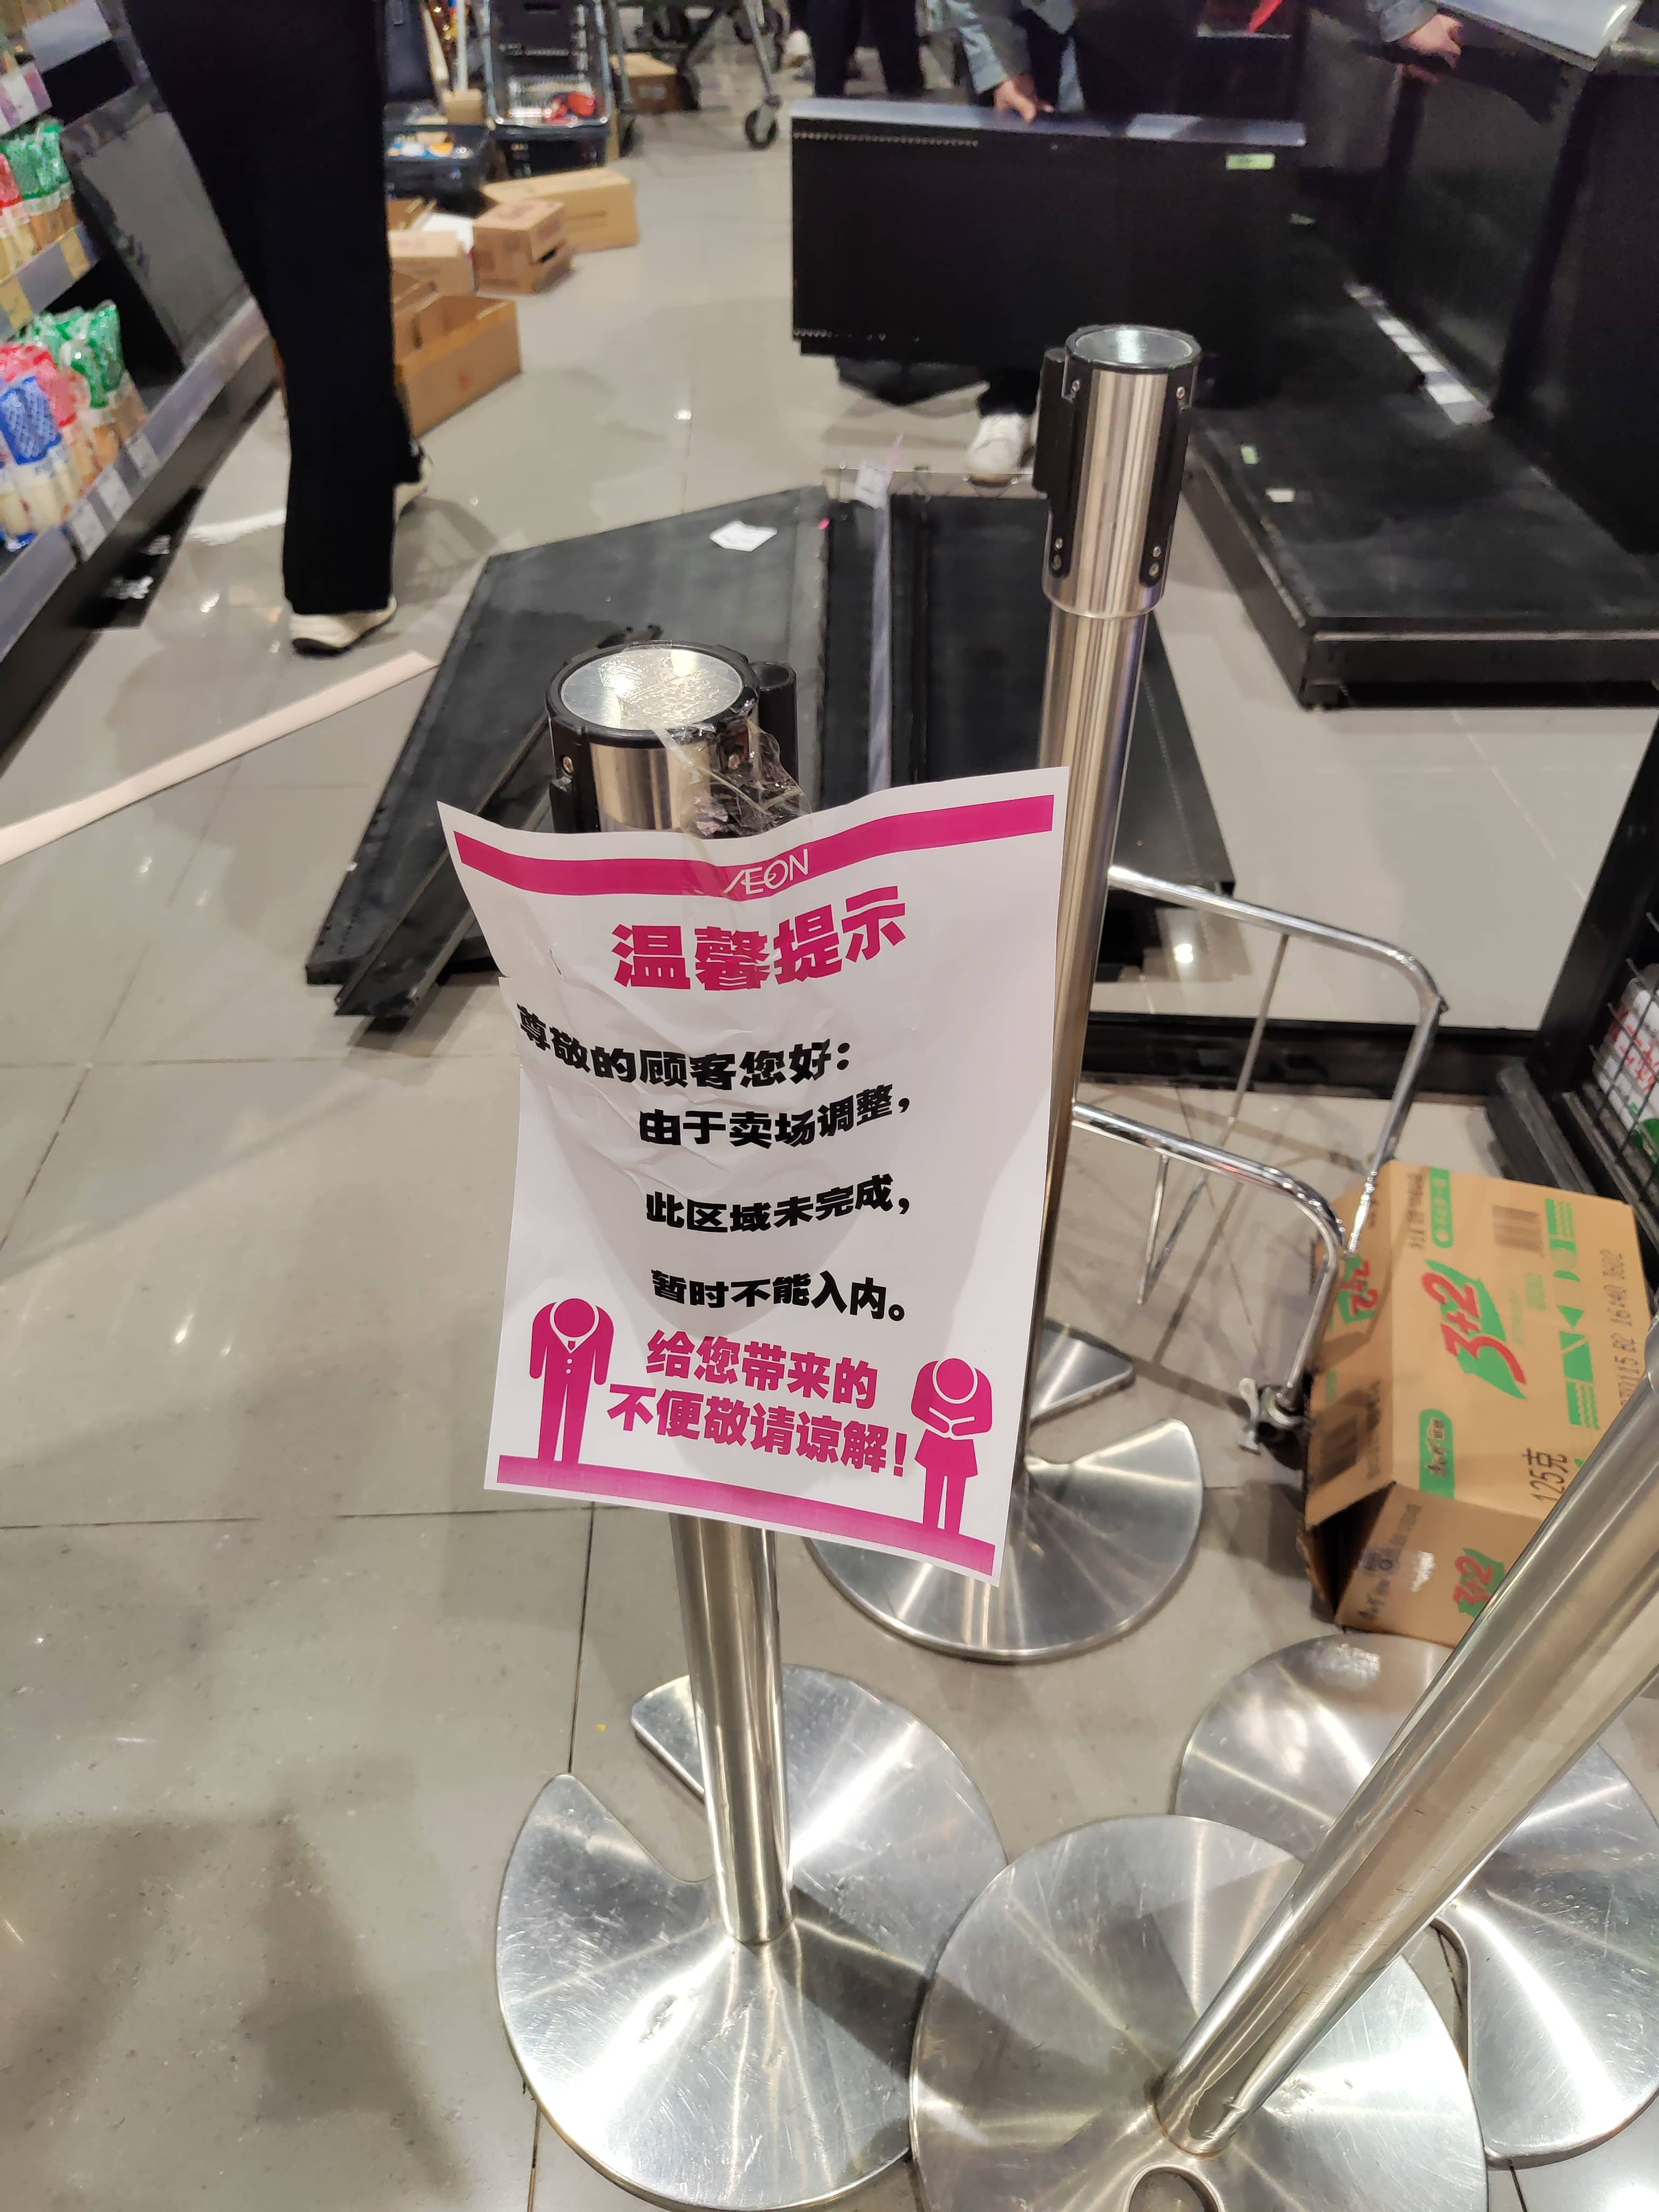 ÆON
温馨提示
尊敬的顾客您好：
由于卖场调整，
此区域未完成，
暂时不能入内。
给您带来的
不便敬请谅解！
3+2
125克
3+2